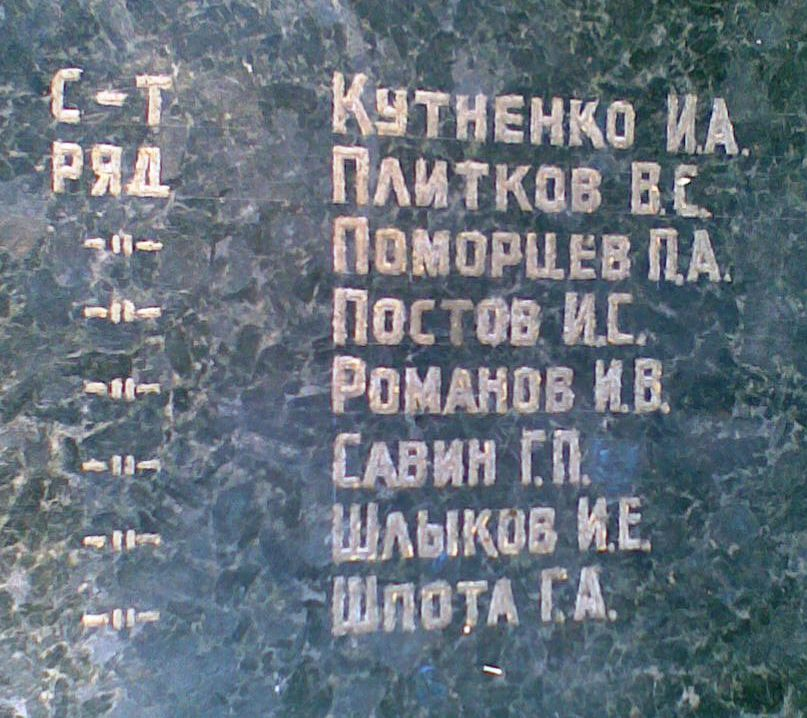 С-Т КУТНЕНКО И.А.
РЯД ПЛИТКОВ В.С.
-"- ПОМОРЦЕВ П.А.
-"- ПОСТОВ И.С.
-"- РОМАНОВ И.В.
-"- САВИН Г.П.
-"- ШЛЫКОВ И.Е.
-"- ШПОТА Г.А.